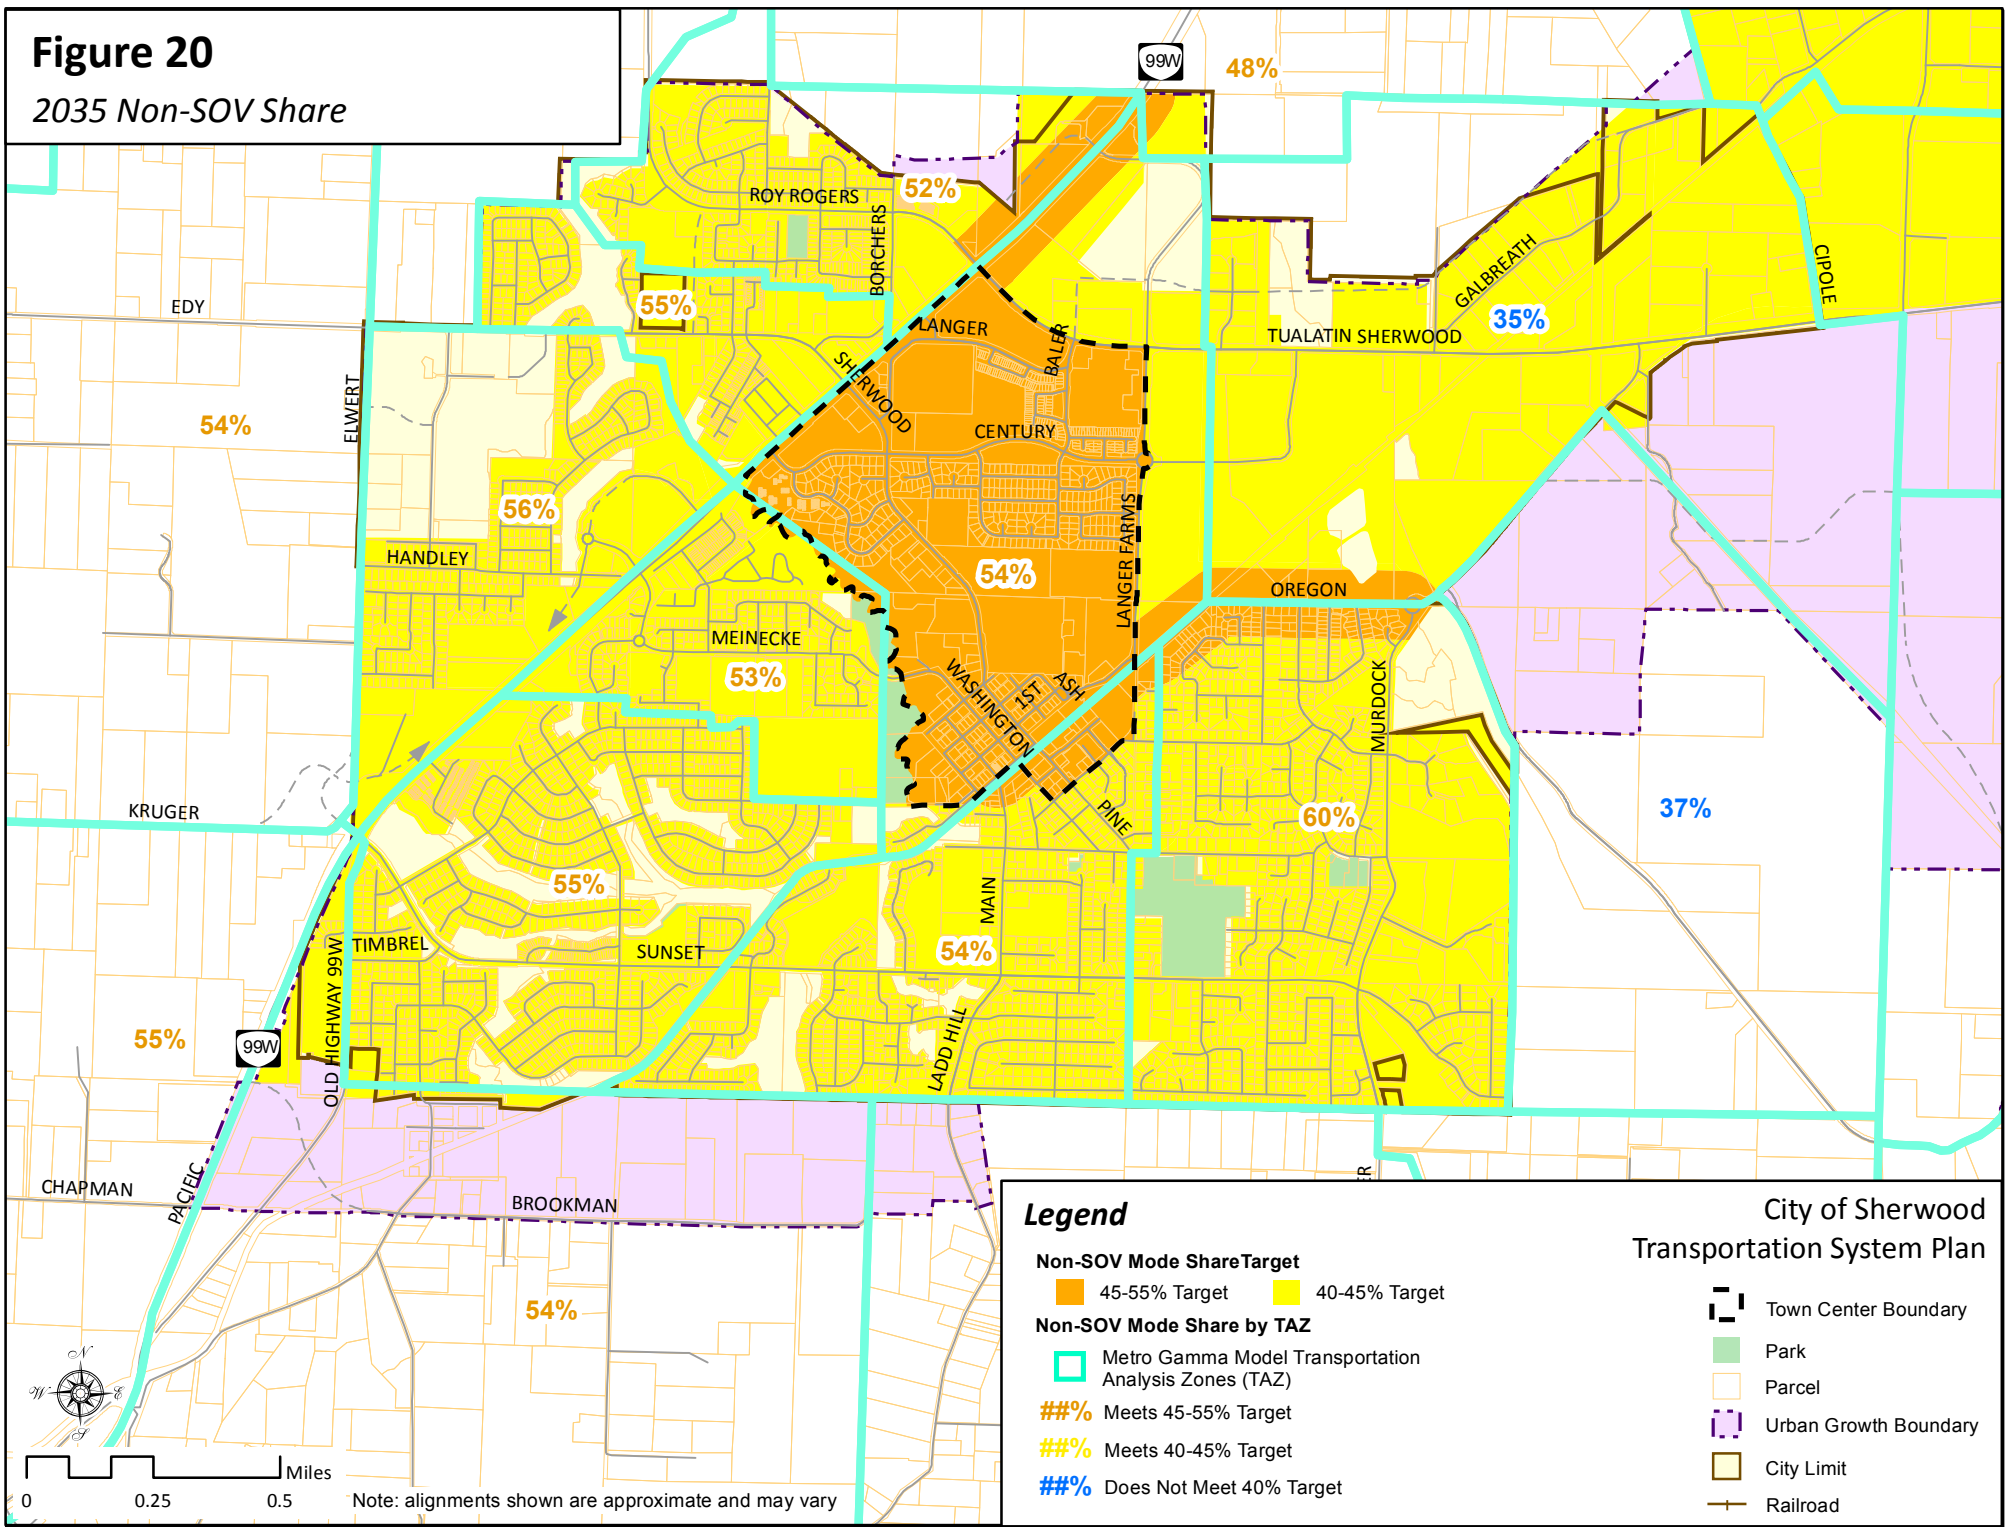 Figure 20
2035 Non-SOV Share
99W
48%
ROY ROGERS
52%
BORCHERS
EDY
55%
LANGER
BALER
SHERWOOD
TUALATIN SHERWOOD
GALBREATH
35%
CIPOLE
ELWERT
54%
CENTURY
56%
HANDLEY
54%
LANGER FARMS
OREGON
MEINECKE
53%
WASHINGTON
1ST
ASH
MURDOCK
KRUGER
PINE
60%
37%
55%
MAIN
TIMBREL
SUNSET
54%
OLD HIGHWAY 99W
LADD HILL
55%
99W
CHAPMAN
PACIFIC
BROOKMAN
ER
54%
N
W
E
S
Miles
0
0.25
0.5
Note: alignments shown are approximate and may vary
Legend
Non-SOV Mode Share Target
45-55% Target
40-45% Target
Non-SOV Mode Share by TAZ
Metro Gamma Model Transportation
Analysis Zones (TAZ)
##% Meets 45-55% Target
##% Meets 40-45% Target
##% Does Not Meet 40% Target
City of Sherwood
Transportation System Plan
Town Center Boundary
Park
Parcel
Urban Growth Boundary
City Limit
Railroad